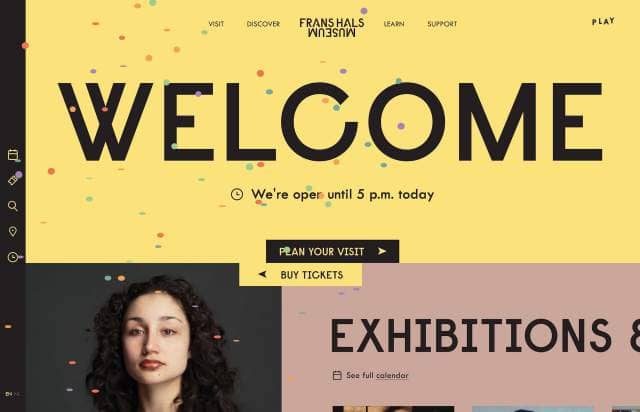 VISIT
DISCOVER
FRANS HALS
MUSEUM
LEARN
SUPPORT
PLAY
WELCOME
We're open until 5 p.m. today
PLAN YOUR VISIT
BUY TICKETS
EXHIBITIONS &
See full calendar
EN NL